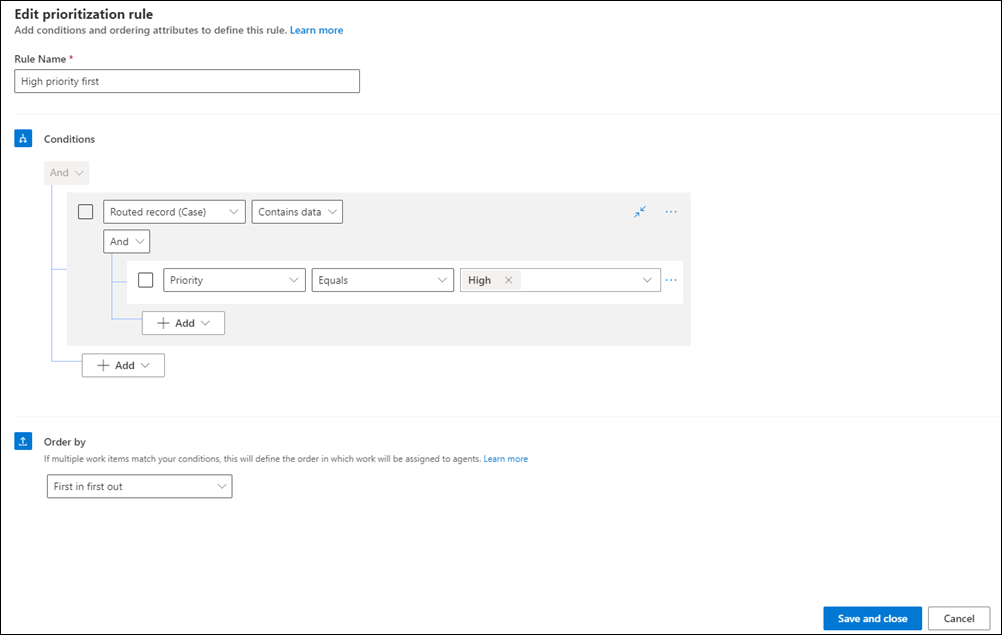 Edit prioritization rule
Add conditions and ordering attributes to define this rule. Learn more
Rule Name *
High priority first
Conditions
And
Routed record (Case) Contains data ...
And
Priority Equals High ...
Add
Add
Order by
If multiple work items match your conditions, this will define the order in which work will be assigned to agents. Learn more
First in first out
Save and close Cancel